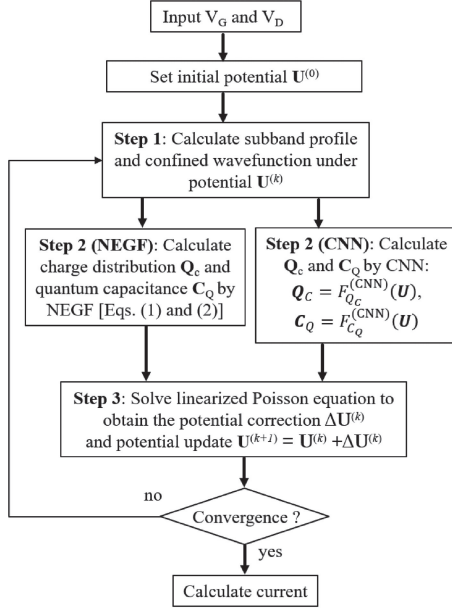 Input V_G and V_D
Set initial potential U^(0)
Step 1: Calculate subband profile
and confined wavefunction under
potential U^(k)
Step 2 (NEGF): Calculate
charge distribution Q_c and
quantum capacitance C_Q by
NEGF [Eqs. (1) and (2)]
Step 2 (CNN): Calculate
Q_c and C_Q by CNN:
Q_C = F_{Q_C}^{(CNN)}(U),
C_Q = F_{C_Q}^{(CNN)}(U)
Step 3: Solve linearized Poisson equation to
obtain the potential correction ΔU^(k)
and potential update U^(k+1) = U^(k) +ΔU^(k)
no
Convergence ?
yes
Calculate current